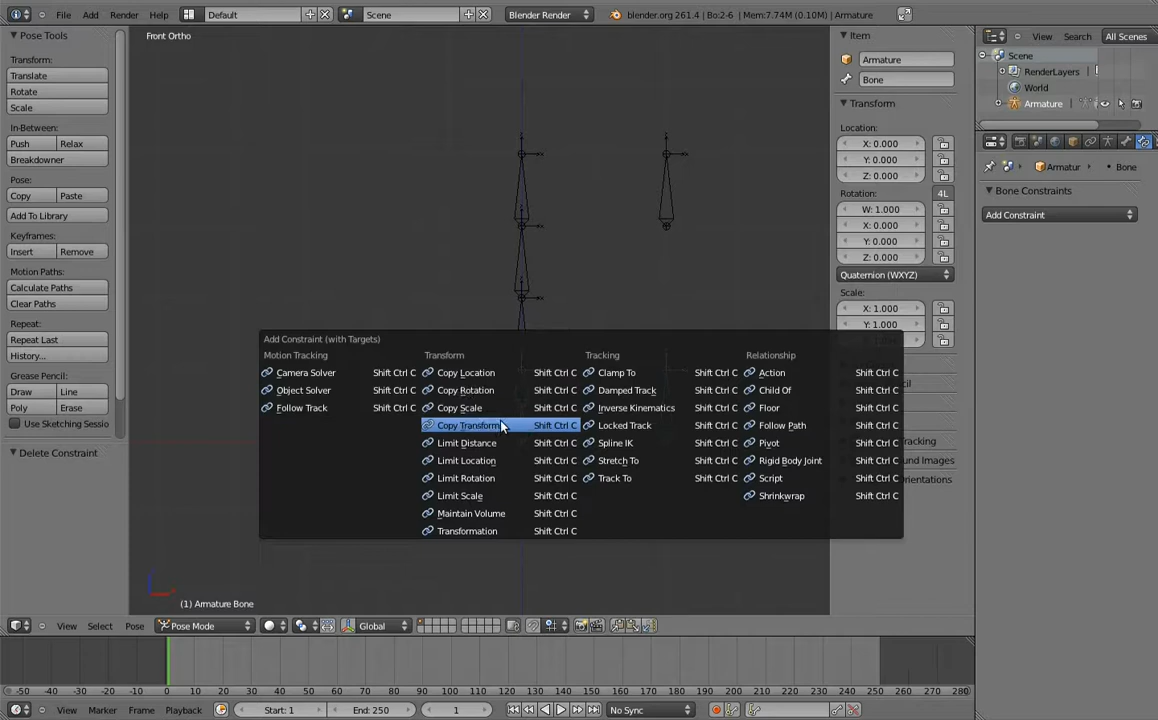 File Add Render Help
Default
Scene
Blender Render
blender.org 261.4 | Bo:2-6 | Mem:7.74M (0.10M) | Armature
Pose Tools
Transform:
Translate
Rotate
Scale
In-Between:
Push Relax
Breakdowner
Pose:
Copy Paste
Add To Library
Keyframes:
Insert Remove
Motion Paths:
Calculate Paths
Clear Paths
Repeat:
Repeat Last
History...
Grease Pencil:
Draw Line
Poly Erase
Use Sketching Sessio
Delete Constraint
Front Ortho
Add Constraint (with Targets)
Motion Tracking
Camera Solver Shift Ctrl C
Object Solver Shift Ctrl C
Follow Track Shift Ctrl C
Transform
Copy Location Shift Ctrl C
Copy Rotation Shift Ctrl C
Copy Scale Shift Ctrl C
Copy Transform Shift Ctrl C
Limit Distance Shift Ctrl C
Limit Location Shift Ctrl C
Limit Rotation Shift Ctrl C
Limit Scale Shift Ctrl C
Maintain Volume Shift Ctrl C
Transformation Shift Ctrl C
Tracking
Clamp To Shift Ctrl C
Damped Track Shift Ctrl C
Inverse Kinematics Shift Ctrl C
Locked Track Shift Ctrl C
Spline IK Shift Ctrl C
Stretch To Shift Ctrl C
Track To Shift Ctrl C
Relationship
Action Shift Ctrl C
Child Of Shift Ctrl C
Floor Shift Ctrl C
Follow Path Shift Ctrl C
Pivot Shift Ctrl C
Rigid Body Joint Shift Ctrl C
Script Shift Ctrl C
Shrinkwrap Shift Ctrl C
(1) Armature Bone
View Select Pose
Pose Mode
Global
Item
Armature
Bone
Transform
Location:
X: 0.000
Y: 0.000
Z: 0.000
Rotation:
4L
W: 1.000
X: 0.000
Y: 0.000
Z: 0.000
Quaternion (WXYZ)
Scale:
X: 1.000
Y: 1.000
View Search All Scenes
Scene
RenderLayers
World
Armature
Armatur Bone
Bone Constraints
Add Constraint
-50 -40 -30 -20 -10 0 10 20 30 40 50 60 70 80 90 100 110 120 130 140 150 160 170 180 190 200 210 220 230 240 250 260 270 280
View Marker Frame Playback
Start: 1
End: 250
1
No Sync